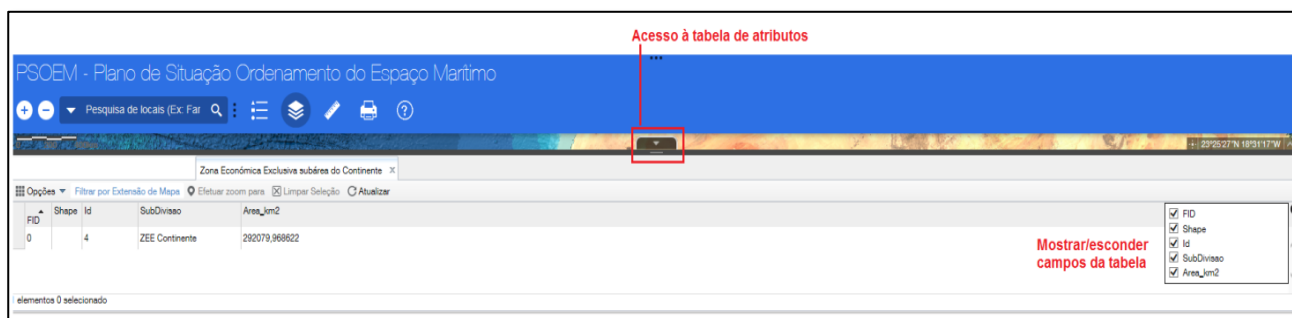 Acesso à tabela de atributos
PSOEM - Plano de Situação Ordenamento do Espaço Marítimo
Pesquisa de locais (Ex: Far
23°25'27"N 18°31'17"W
Zona Económica Exclusiva subárea do Continente X
Opções Filtrar por Extensão de Mapa Efetuar zoom para Limpar Seleção Atualizar
FID Shape Id SubDivisao Area_km2
0 4 ZEE Continente 292079,968622
FID
Shape
Id
SubDivisao
Area_km2
Mostrar/esconder
campos da tabela
elementos 0 selecionado